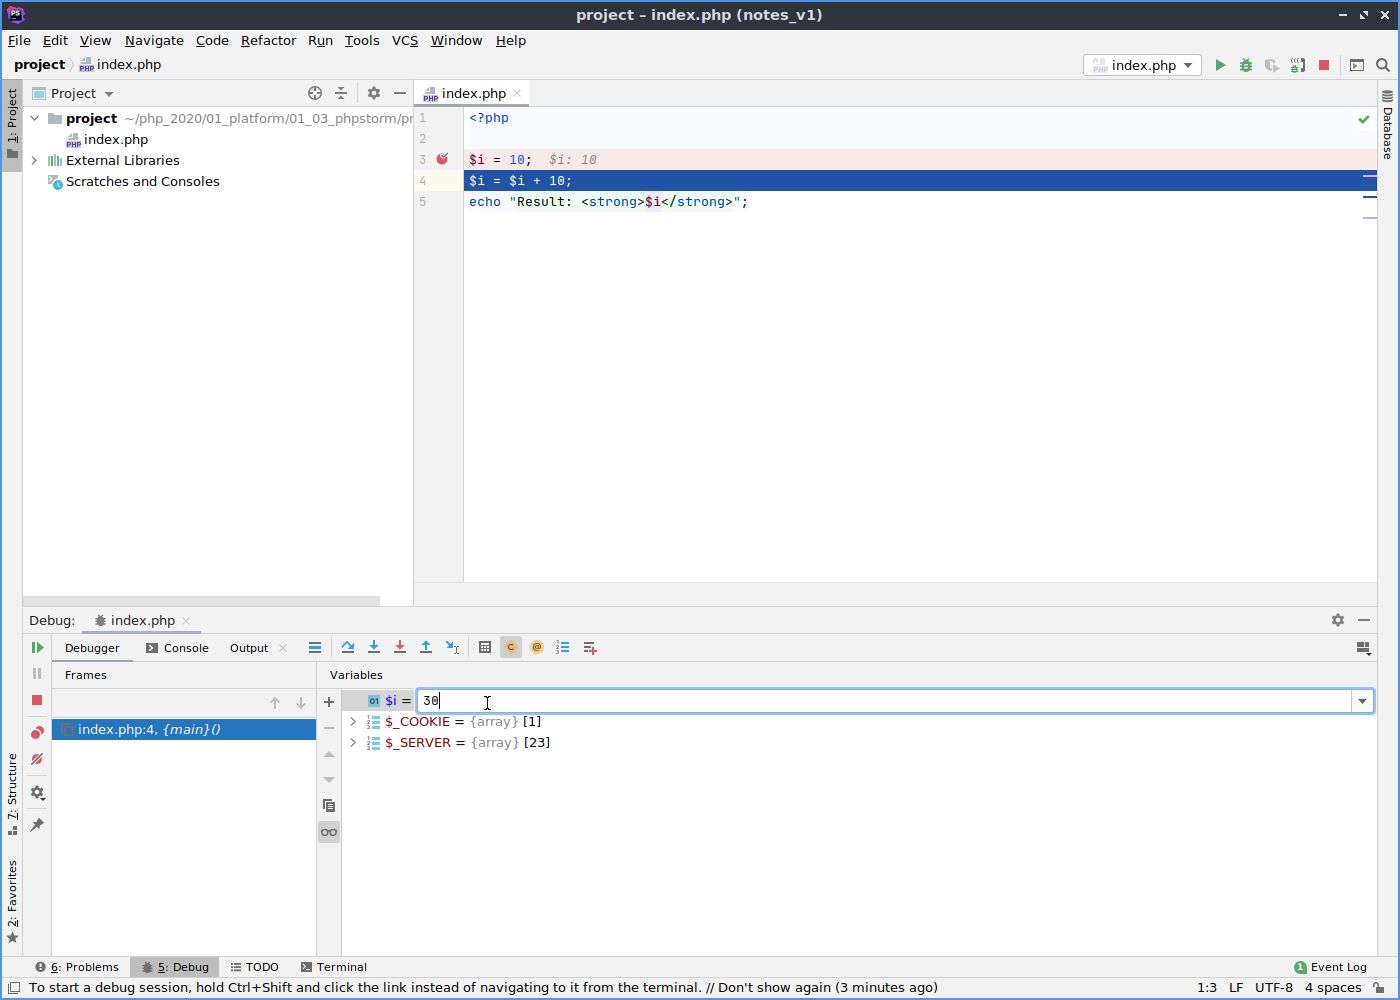 project – index.php (notes_v1)
File Edit View Navigate Code Refactor Run Tools VCS Window Help
project index.php
index.php
1: Project
Project
project ~/php_2020/01_platform/01_03_phpstorm/pr
index.php
External Libraries
Scratches and Consoles
index.php
1 <?php
2
3 $i = 10; $i: 10
4 $i = $i + 10;
5 echo "Result: <strong>$i</strong>";
Database
Debug: index.php
Debugger Console Output
Frames
Variables
index.php:4, {main}()
$i = 30
$_COOKIE = {array} [1]
$_SERVER = {array} [23]
7: Structure
2: Favorites
6: Problems 5: Debug TODO Terminal
1 Event Log
To start a debug session, hold Ctrl+Shift and click the link instead of navigating to it from the terminal. // Don't show again (3 minutes ago)
1:3 LF UTF-8 4 spaces